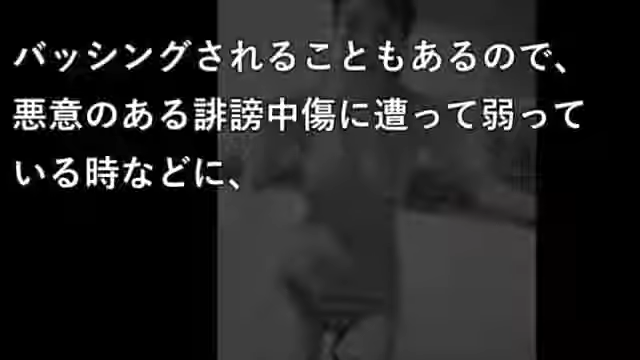 バッシングされることもあるので、
悪意のある誹謗中傷に遭って弱って
いる時などに、